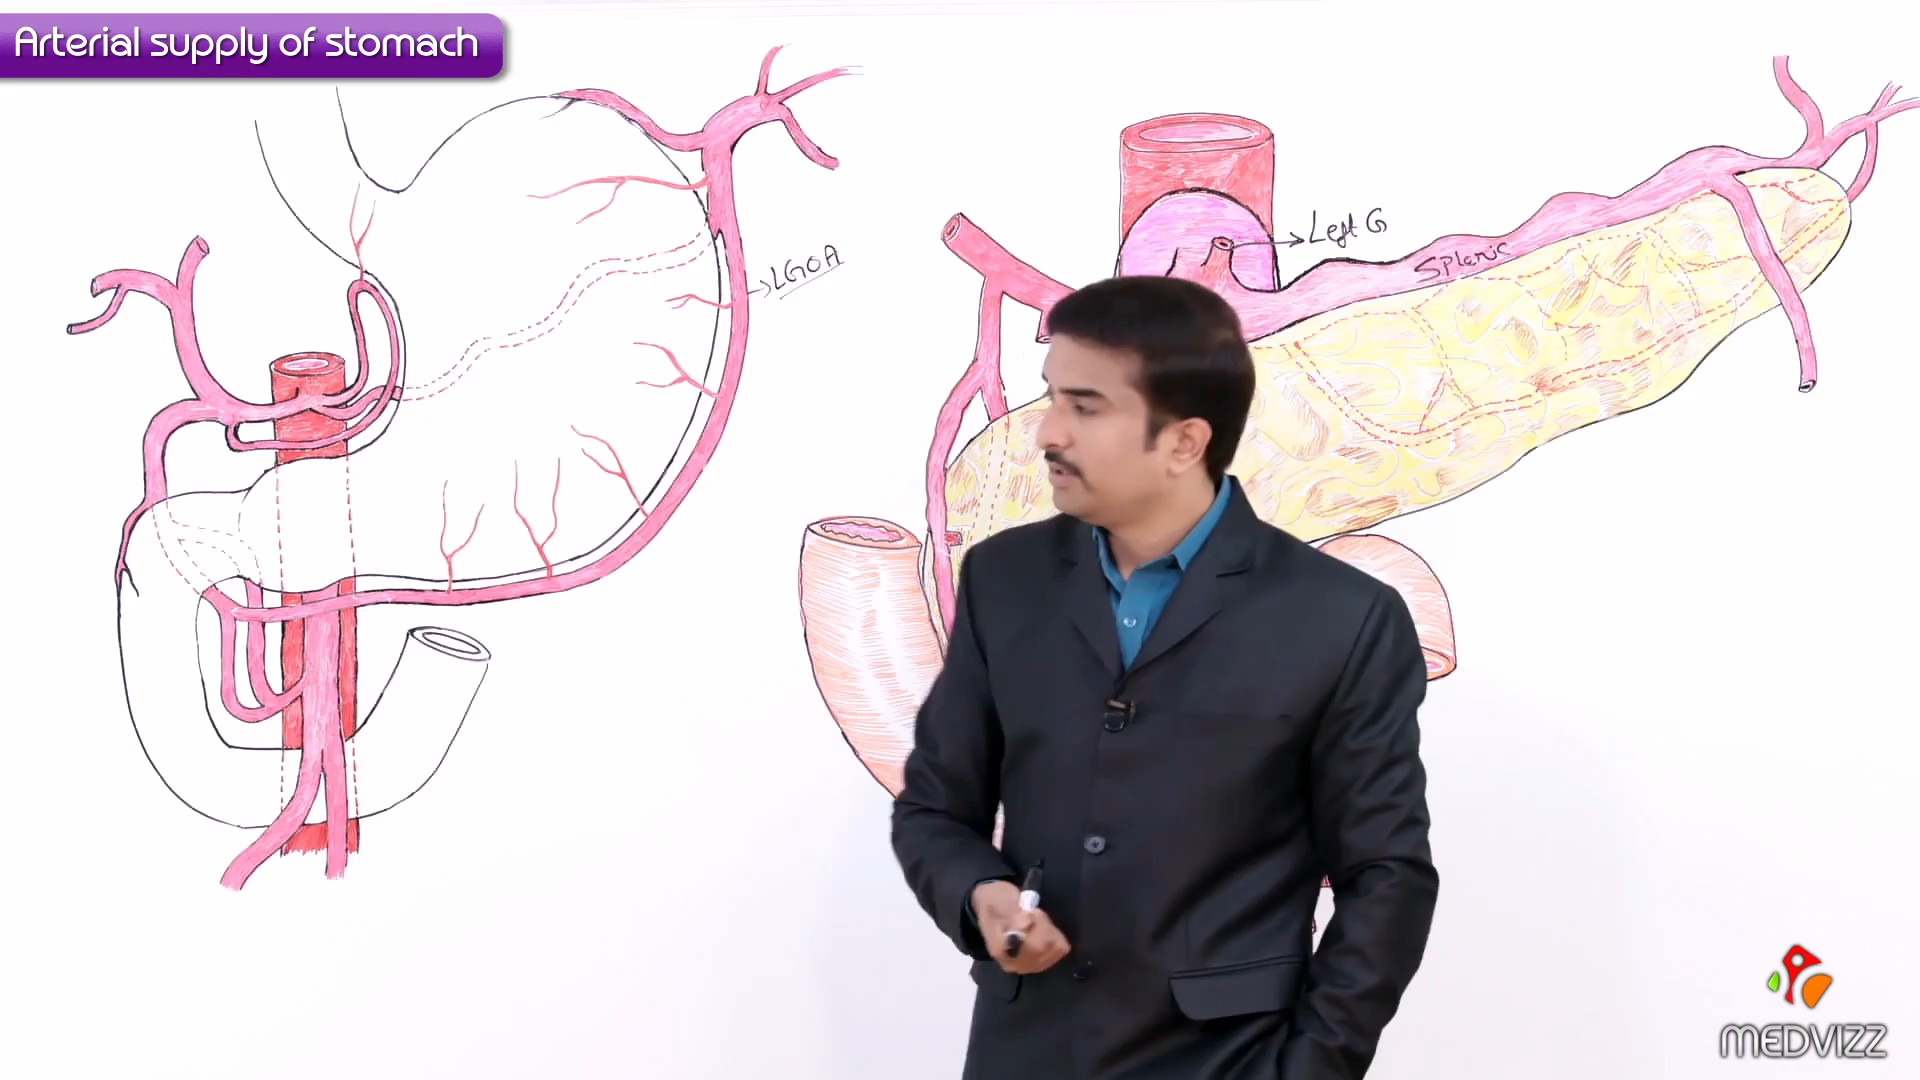 Arterial supply of stomach
Left G
LGOA
Splenic
MEDVIZZ